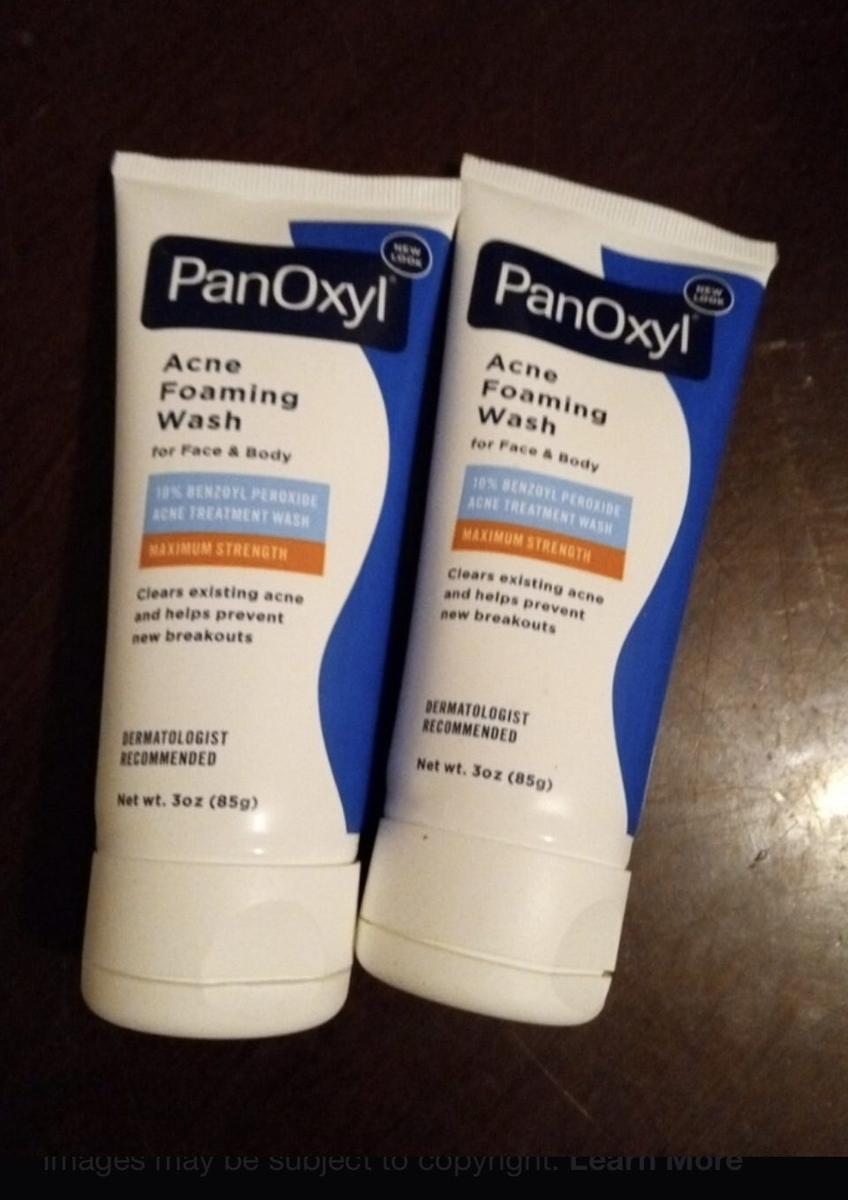 PanOxyl
NEW
LOOK
Acne
Foaming
Wash
for Face & Body
10% BENZOYL PEROXIDE
ACNE TREATMENT WASH
MAXIMUM STRENGTH
Clears existing acne
and helps prevent
new breakouts
DERMATOLOGIST
RECOMMENDED
Net wt. 3oz (85g)
PanOxyl
NEW
LOOK
Acne
Foaming
Wash
for Face & Body
10% BENZOYL PEROXIDE
ACNE TREATMENT WASH
MAXIMUM STRENGTH
Clears existing acne
and helps prevent
new breakouts
DERMATOLOGIST
RECOMMENDED
Net wt. 3oz (85g)
Images may be subject to copyright. Learn More